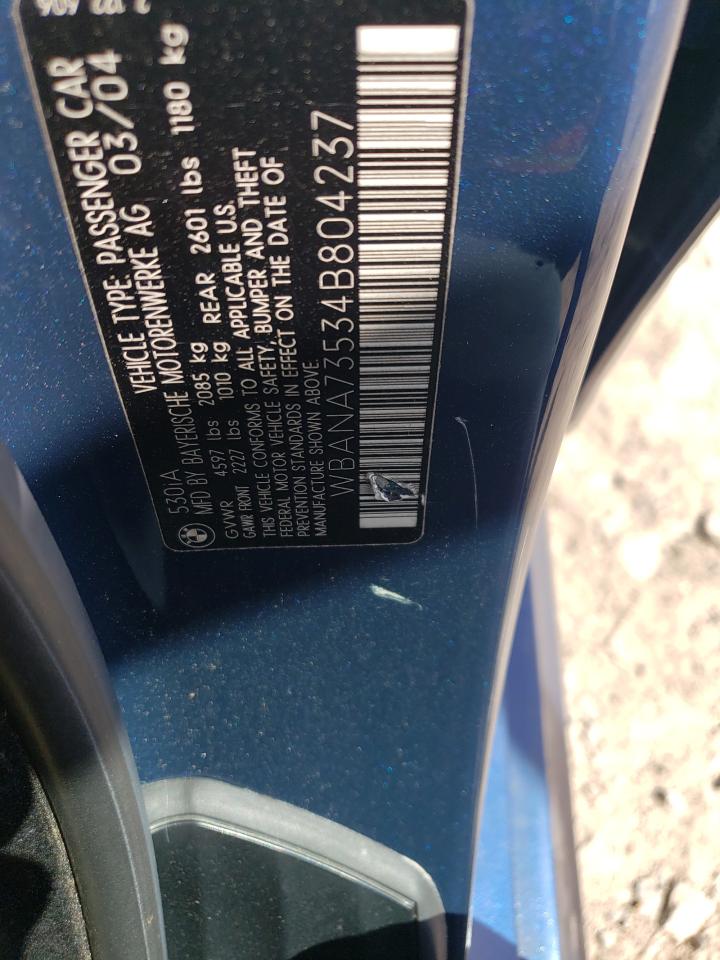 530iA VEHICLE TYPE: PASSENGER CAR
MFD BY BAYERISCHE MOTORENWERKE AG 03/04
GVWR 4597 lbs 2085 kg
GAWR FRONT 2227 lbs 1010 kg REAR 2601 lbs 1180 kg
THIS VEHICLE CONFORMS TO ALL APPLICABLE U.S.
FEDERAL MOTOR VEHICLE SAFETY, BUMPER AND THEFT
PREVENTION STANDARDS IN EFFECT ON THE DATE OF
MANUFACTURE SHOWN ABOVE
WBANA73534B804237